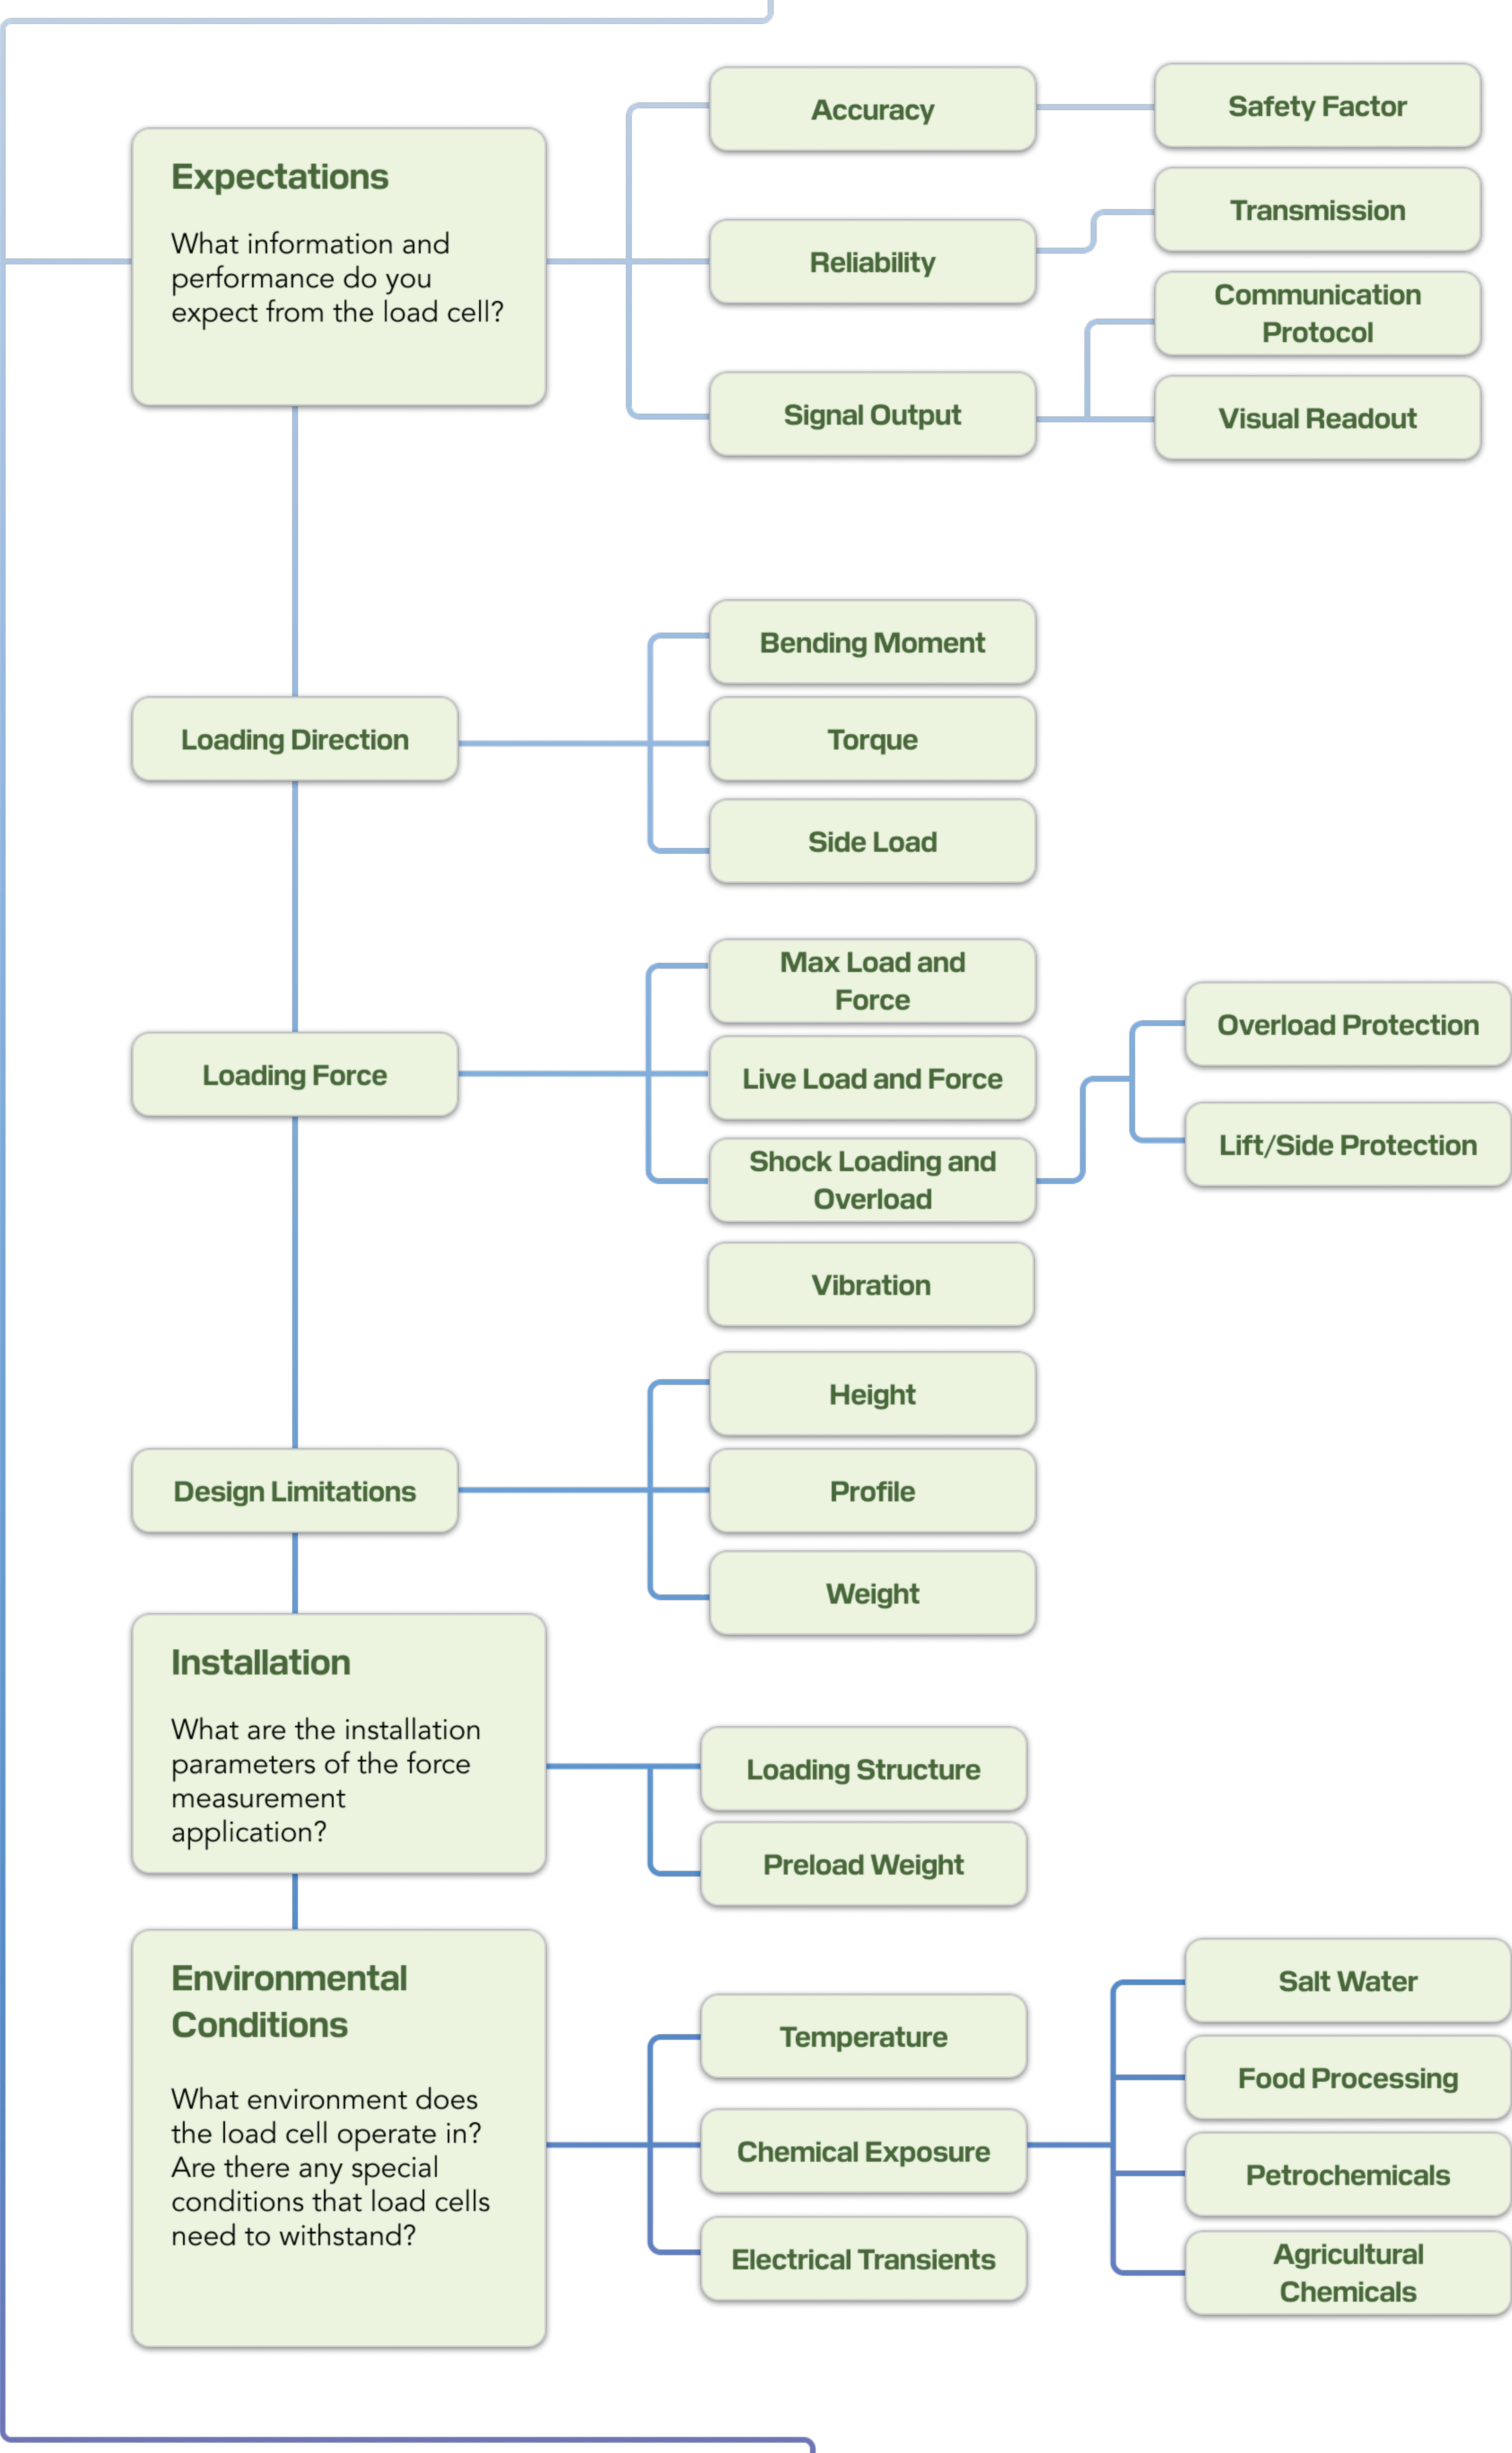 Expectations
What information and
performance do you
expect from the load cell?
Accuracy
Safety Factor
Reliability
Transmission
Signal Output
Communication
Protocol
Visual Readout
Loading Direction
Bending Moment
Torque
Side Load
Loading Force
Max Load and
Force
Live Load and Force
Shock Loading and
Overload
Overload Protection
Lift/Side Protection
Vibration
Design Limitations
Height
Profile
Weight
Installation
What are the installation
parameters of the force
measurement
application?
Loading Structure
Preload Weight
Environmental
Conditions
What environment does
the load cell operate in?
Are there any special
conditions that load cells
need to withstand?
Temperature
Chemical Exposure
Electrical Transients
Salt Water
Food Processing
Petrochemicals
Agricultural
Chemicals